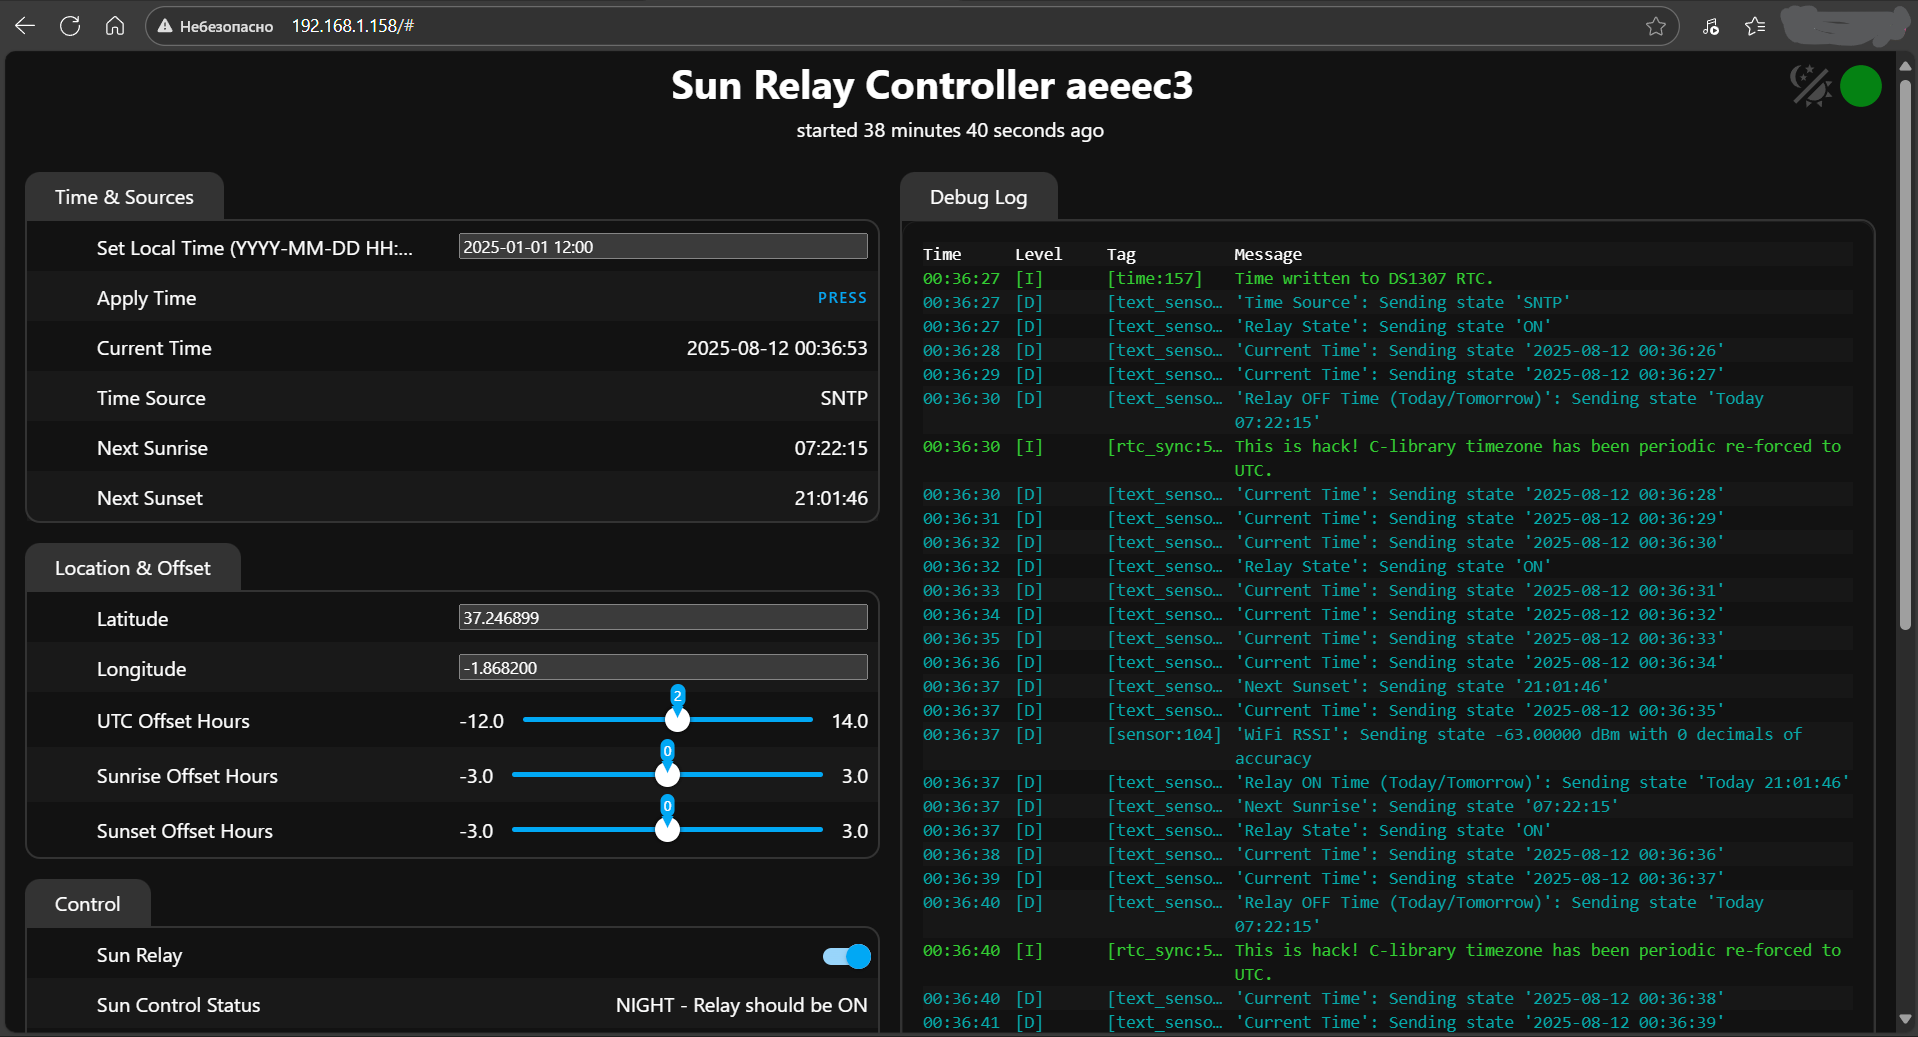 Небезопасно 192.168.1.158/#
Sun Relay Controller aeeec3
started 38 minutes 40 seconds ago
Time & Sources
Set Local Time (YYYY-MM-DD HH:...
2025-01-01 12:00
Apply Time
PRESS
Current Time
2025-08-12 00:36:53
Time Source
SNTP
Next Sunrise
07:22:15
Next Sunset
21:01:46
Location & Offset
Latitude
37.246899
Longitude
-1.868200
UTC Offset Hours
-12.0
2
14.0
Sunrise Offset Hours
-3.0
0
3.0
Sunset Offset Hours
-3.0
0
3.0
Control
Sun Relay
Sun Control Status
NIGHT - Relay should be ON
Debug Log
Time Level Tag Message
00:36:27 [I] [time:157] Time written to DS1307 RTC.
00:36:27 [D] [text_senso… 'Time Source': Sending state 'SNTP'
00:36:27 [D] [text_senso… 'Relay State': Sending state 'ON'
00:36:28 [D] [text_senso… 'Current Time': Sending state '2025-08-12 00:36:26'
00:36:29 [D] [text_senso… 'Current Time': Sending state '2025-08-12 00:36:27'
00:36:30 [D] [text_senso… 'Relay OFF Time (Today/Tomorrow)': Sending state 'Today
07:22:15'
00:36:30 [I] [rtc_sync:5… This is hack! C-library timezone has been periodic re-forced to
UTC.
00:36:30 [D] [text_senso… 'Current Time': Sending state '2025-08-12 00:36:28'
00:36:31 [D] [text_senso… 'Current Time': Sending state '2025-08-12 00:36:29'
00:36:32 [D] [text_senso… 'Current Time': Sending state '2025-08-12 00:36:30'
00:36:32 [D] [text_senso… 'Relay State': Sending state 'ON'
00:36:33 [D] [text_senso… 'Current Time': Sending state '2025-08-12 00:36:31'
00:36:34 [D] [text_senso… 'Current Time': Sending state '2025-08-12 00:36:32'
00:36:35 [D] [text_senso… 'Current Time': Sending state '2025-08-12 00:36:33'
00:36:36 [D] [text_senso… 'Current Time': Sending state '2025-08-12 00:36:34'
00:36:37 [D] [text_senso… 'Next Sunset': Sending state '21:01:46'
00:36:37 [D] [text_senso… 'Current Time': Sending state '2025-08-12 00:36:35'
00:36:37 [D] [sensor:104] 'WiFi RSSI': Sending state -63.00000 dBm with 0 decimals of
accuracy
00:36:37 [D] [text_senso… 'Relay ON Time (Today/Tomorrow)': Sending state 'Today 21:01:46'
00:36:37 [D] [text_senso… 'Next Sunrise': Sending state '07:22:15'
00:36:37 [D] [text_senso… 'Relay State': Sending state 'ON'
00:36:38 [D] [text_senso… 'Current Time': Sending state '2025-08-12 00:36:36'
00:36:39 [D] [text_senso… 'Current Time': Sending state '2025-08-12 00:36:37'
00:36:40 [D] [text_senso… 'Relay OFF Time (Today/Tomorrow)': Sending state 'Today
07:22:15'
00:36:40 [I] [rtc_sync:5… This is hack! C-library timezone has been periodic re-forced to
UTC.
00:36:40 [D] [text_senso… 'Current Time': Sending state '2025-08-12 00:36:38'
00:36:41 [D] [text_senso… 'Current Time': Sending state '2025-08-12 00:36:39'